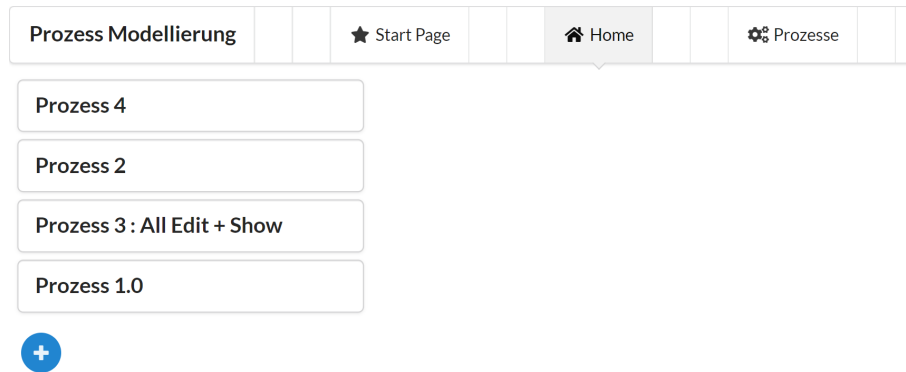 Prozess Modellierung Start Page Home Prozesse
Prozess 4
Prozess 2
Prozess 3 : All Edit + Show
Prozess 1.0